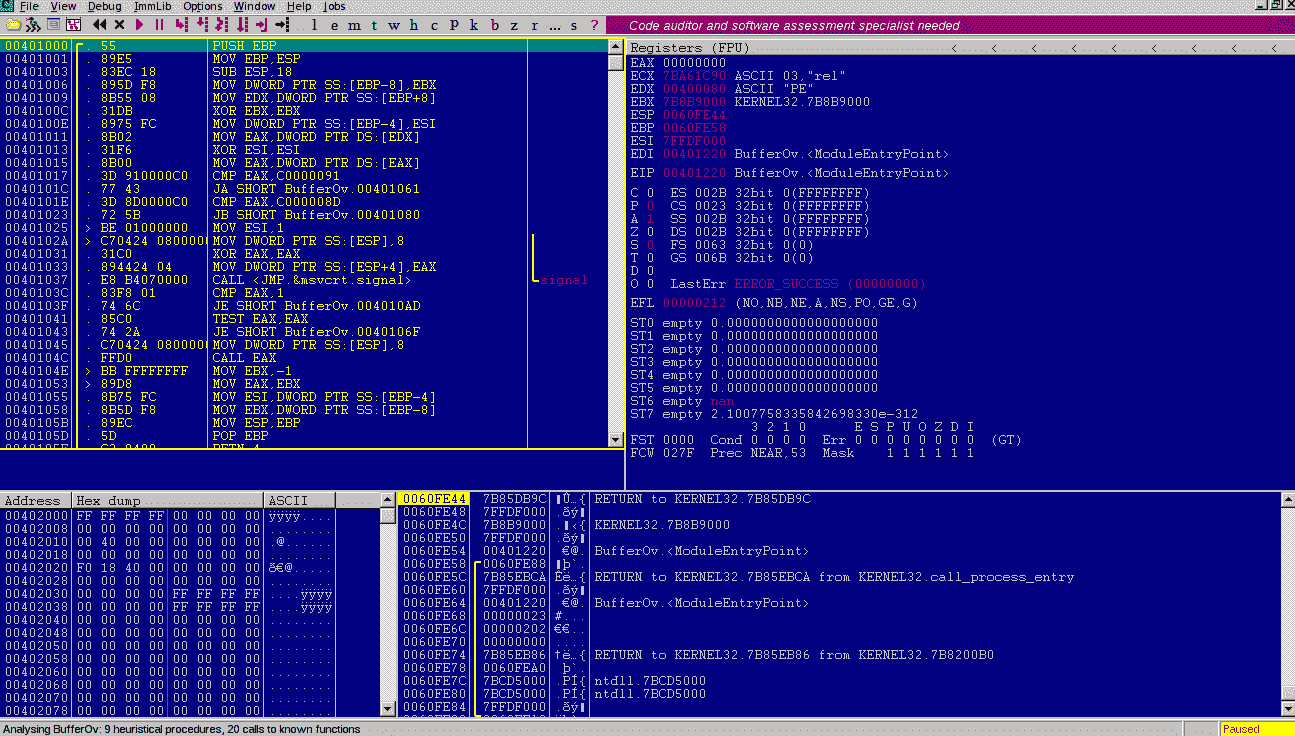 File View Debug ImmLib Options Window Help Jobs
l e m t w h c P k b z r ... s ? Code auditor and software assessment specialist needed
00401000 . 55 PUSH EBP
00401001 . 89E5 MOV EBP,ESP
00401003 . 83EC 18 SUB ESP,18
00401006 . 895D F8 MOV DWORD PTR SS:[EBP-8],EBX
00401009 . 8B55 08 MOV EDX,DWORD PTR SS:[EBP+8]
0040100C . 31DB XOR EBX,EBX
0040100E . 8975 FC MOV DWORD PTR SS:[EBP-4],ESI
00401011 . 8B02 MOV EAX,DWORD PTR DS:[EDX]
00401013 . 31F6 XOR ESI,ESI
00401015 . 8B00 MOV EAX,DWORD PTR DS:[EAX]
00401017 . 3D 910000C0 CMP EAX,C0000091
0040101C . 77 43 JA SHORT BufferOv.00401061
0040101E . 3D 8D0000C0 CMP EAX,C000008D
00401023 . 72 5B JB SHORT BufferOv.00401080
00401025 > BE 01000000 MOV ESI,1
0040102A > C70424 0800000 MOV DWORD PTR SS:[ESP],8
00401031 . 31C0 XOR EAX,EAX
00401033 . 894424 04 MOV DWORD PTR SS:[ESP+4],EAX
00401037 . E8 B4070000 CALL <JMP.&msvcrt.signal> signal
0040103C . 83F8 01 CMP EAX,1
0040103F . 74 6C JE SHORT BufferOv.004010AD
00401041 . 85C0 TEST EAX,EAX
00401043 . 74 2A JE SHORT BufferOv.0040106F
00401045 . C70424 0800000 MOV DWORD PTR SS:[ESP],8
0040104C . FFD0 CALL EAX
0040104E > BB FFFFFFFF MOV EBX,-1
00401053 > 89D8 MOV EAX,EBX
00401055 . 8B75 FC MOV ESI,DWORD PTR SS:[EBP-4]
00401058 . 8B5D F8 MOV EBX,DWORD PTR SS:[EBP-8]
0040105B . 89EC MOV ESP,EBP
0040105D . 5D POP EBP
0040105E . C2 0400 RETN 4
Registers (FPU) < < < < < < < < <
EAX 00000000
ECX 7BA61C90 ASCII 03,"rel"
EDX 00400080 ASCII "PE"
EBX 7B8B9000 KERNEL32.7B8B9000
ESP 0060FE44
EBP 0060FE58
ESI 7FFDF000
EDI 00401220 BufferOv.<ModuleEntryPoint>
EIP 00401220 BufferOv.<ModuleEntryPoint>
C 0 ES 002B 32bit 0(FFFFFFFF)
P 0 CS 0023 32bit 0(FFFFFFFF)
A 1 SS 002B 32bit 0(FFFFFFFF)
Z 0 DS 002B 32bit 0(FFFFFFFF)
S 0 FS 0063 32bit 0(0)
T 0 GS 006B 32bit 0(0)
D 0
O 0 LastErr ERROR_SUCCESS (00000000)
EFL 00000212 (NO,NB,NE,A,NS,PO,GE,G)
ST0 empty 0.0000000000000000000
ST1 empty 0.0000000000000000000
ST2 empty 0.0000000000000000000
ST3 empty 0.0000000000000000000
ST4 empty 0.0000000000000000000
ST5 empty 0.0000000000000000000
ST6 empty nan
ST7 empty 2.1007758335842698330e-312
3 2 1 0 E S P U O Z D I
FST 0000 Cond 0 0 0 0 Err 0 0 0 0 0 0 0 0 (GT)
FCW 027F Prec NEAR,53 Mask 1 1 1 1 1 1
Address Hex dump ASCII
00402000 FF FF FF FF 00 00 00 00 ÿÿÿÿ....
00402008 00 00 00 00 00 00 00 00 ........
00402010 00 40 00 00 00 00 00 00 .@......
00402018 00 00 00 00 00 00 00 00 ........
00402020 F0 18 40 00 00 00 00 00 ð€@.....
00402028 00 00 00 00 00 00 00 00 ........
00402030 00 00 00 00 FF FF FF FF ....ÿÿÿÿ
00402038 00 00 00 00 FF FF FF FF ....ÿÿÿÿ
00402040 00 00 00 00 00 00 00 00 ........
00402048 00 00 00 00 00 00 00 00 ........
00402050 00 00 00 00 00 00 00 00 ........
00402058 00 00 00 00 00 00 00 00 ........
00402060 00 00 00 00 00 00 00 00 ........
00402068 00 00 00 00 00 00 00 00 ........
00402070 00 00 00 00 00 00 00 00 ........
00402078 00 00 00 00 00 00 00 00 ........
0060FE44 7B85DB9C RETURN to KERNEL32.7B85DB9C
0060FE48 7FFDF000
0060FE4C 7B8B9000 KERNEL32.7B8B9000
0060FE50 7FFDF000
0060FE54 00401220 €@. BufferOv.<ModuleEntryPoint>
0060FE58 0060FE88
0060FE5C 7B85EBCA RETURN to KERNEL32.7B85EBCA from KERNEL32.call_process_entry
0060FE60 7FFDF000
0060FE64 00401220 €@. BufferOv.<ModuleEntryPoint>
0060FE68 00000023 #...
0060FE6C 00000202 €€..
0060FE70 00000000 ....
0060FE74 7B85EB86 RETURN to KERNEL32.7B85EB86 from KERNEL32.7B8200B0
0060FE78 0060FEA0
0060FE7C 7BCD5000 ntdll.7BCD5000
0060FE80 7BCD5000 ntdll.7BCD5000
0060FE84 7FFDF000
Analysing BufferOv: 9 heuristical procedures, 20 calls to known functions Paused